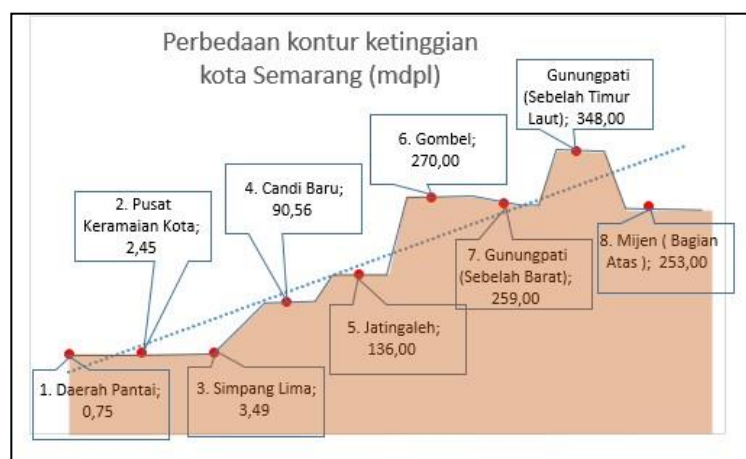 Perbedaan kontur ketinggian
kota Semarang (mdpl)
Gunungpati
(Sebelah Timur
Laut); 348,00
6. Gombel;
270,00
4. Candi Baru;
90,56
2. Pusat
Keramaian Kota;
2,45
7. Gunungpati
(Sebelah Barat);
259,00
8. Mijen ( Bagian
Atas ); 253,00
5. Jatingaleh;
136,00
1. Daerah Pantai;
0,75
3. Simpang Lima;
3,49